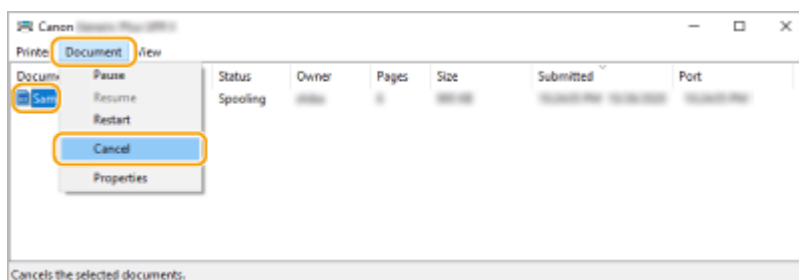 Canon
Printe Document View
Docum Status Owner Pages Size Submitted Port
Sam Spooling
Pause
Resume
Restart
Cancel
Properties
Cancels the selected documents.